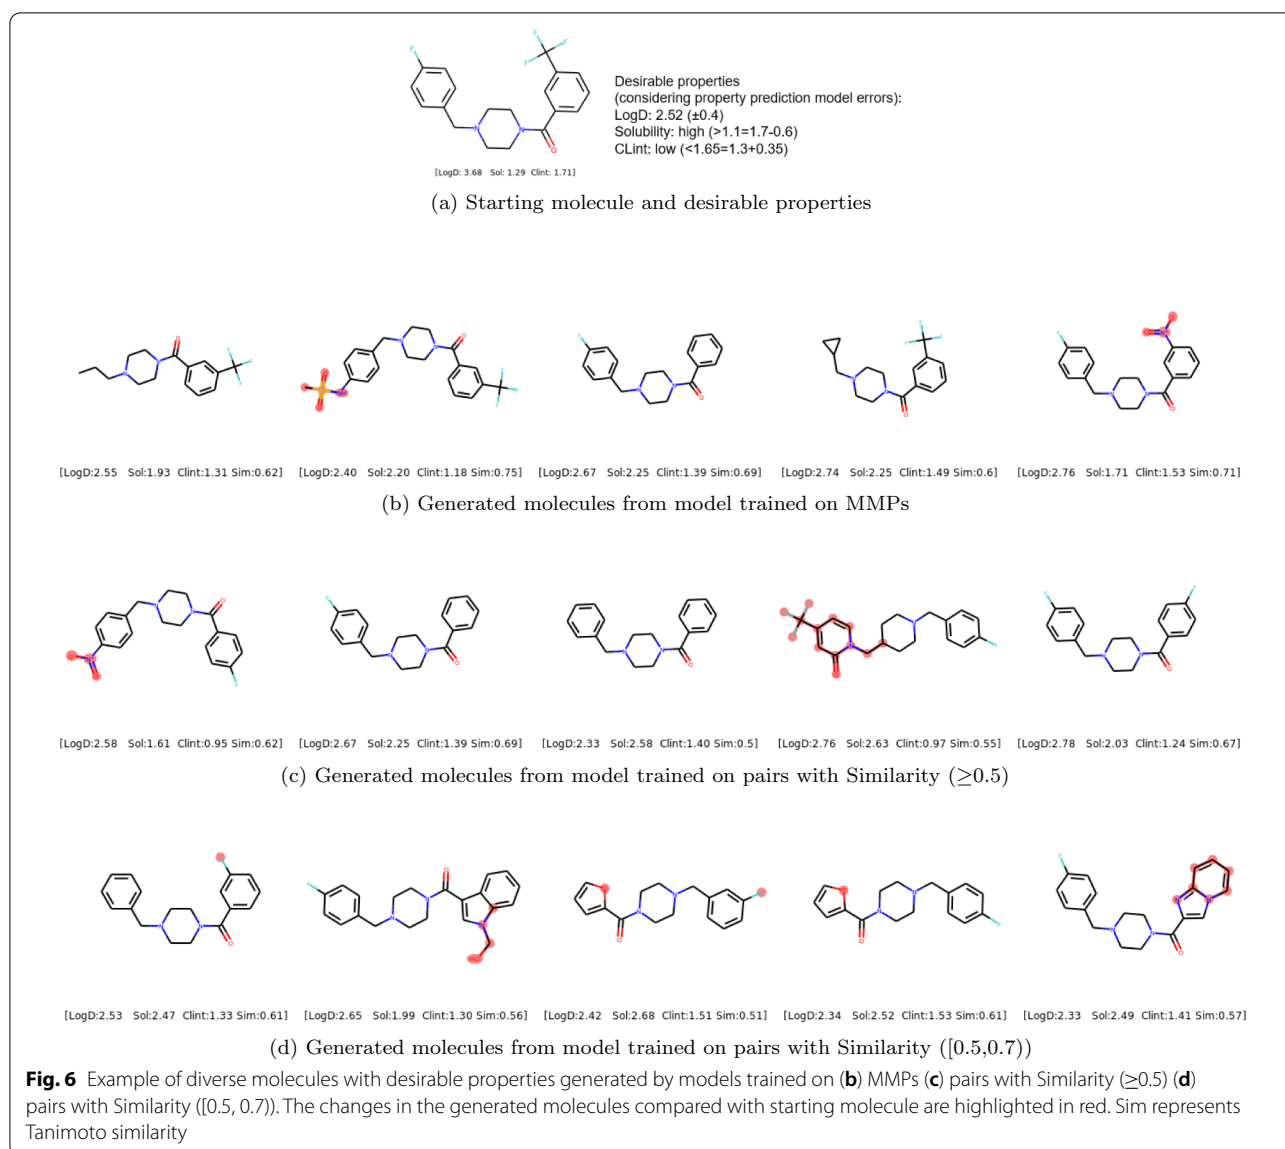 Desirable properties
(considering property prediction model errors):
LogD: 2.52 (±0.4)
Solubility: high (>1.1=1.7-0.6)
CLint: low (<1.65=1.3+0.35)
[LogD: 3.68 Sol: 1.29 Clint: 1.71]
(a) Starting molecule and desirable properties
[LogD:2.55 Sol:1.93 Clint:1.31 Sim:0.62] [LogD:2.40 Sol:2.20 Clint:1.18 Sim:0.75] [LogD:2.67 Sol:2.25 Clint:1.39 Sim:0.69] [LogD:2.74 Sol:2.25 Clint:1.49 Sim:0.6] [LogD:2.76 Sol:1.71 Clint:1.53 Sim:0.71]
(b) Generated molecules from model trained on MMPs
[LogD:2.58 Sol:1.61 Clint:0.95 Sim:0.62] [LogD:2.67 Sol:2.25 Clint:1.39 Sim:0.69] [LogD:2.33 Sol:2.58 Clint:1.40 Sim:0.5] [LogD:2.76 Sol:2.63 Clint:0.97 Sim:0.55] [LogD:2.78 Sol:2.03 Clint:1.24 Sim:0.67]
(c) Generated molecules from model trained on pairs with Similarity (≥0.5)
[LogD:2.53 Sol:2.47 Clint:1.33 Sim:0.61] [LogD:2.65 Sol:1.99 Clint:1.30 Sim:0.56] [LogD:2.42 Sol:2.68 Clint:1.51 Sim:0.51] [LogD:2.34 Sol:2.52 Clint:1.53 Sim:0.61] [LogD:2.33 Sol:2.49 Clint:1.41 Sim:0.57]
(d) Generated molecules from model trained on pairs with Similarity ([0.5,0.7))
Fig. 6 Example of diverse molecules with desirable properties generated by models trained on (b) MMPs (c) pairs with Similarity (≥0.5) (d)
pairs with Similarity ([0.5, 0.7)). The changes in the generated molecules compared with starting molecule are highlighted in red. Sim represents
Tanimoto similarity